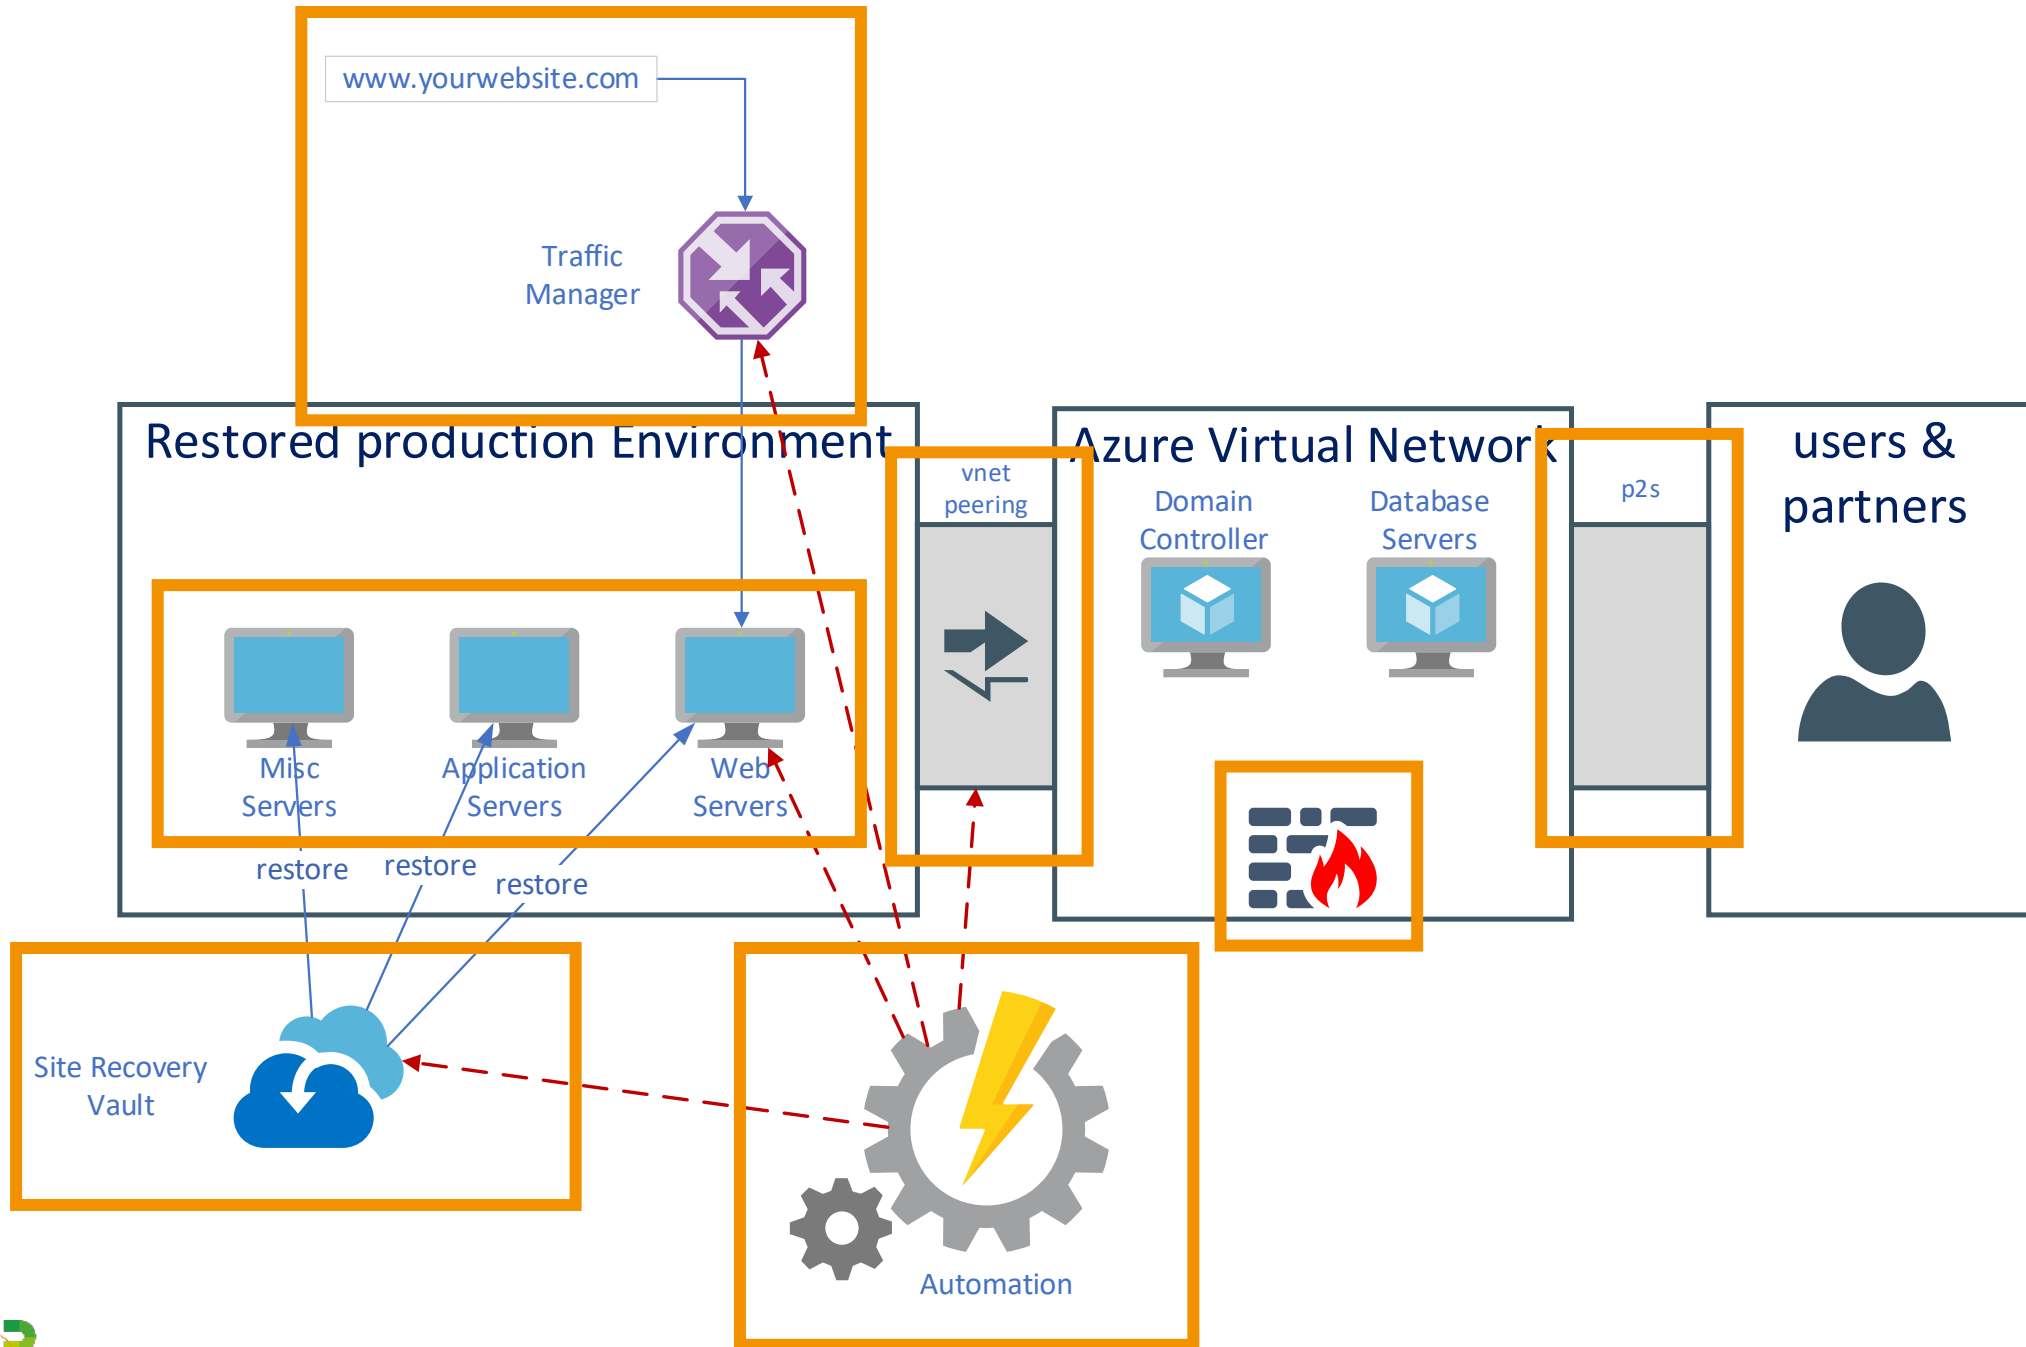 www.yourwebsite.com
Traffic
Manager
Restored production Environment
vnet
peering
Azure Virtual Network
Domain
Controller
Database
Servers
p2s
users &
partners
Misc
Servers
Application
Servers
Web
Servers
restore
restore
restore
Site Recovery
Vault
Automation